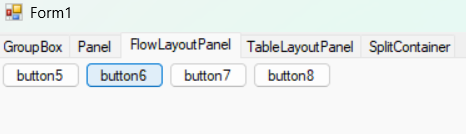 Form1
GroupBox Panel FlowLayoutPanel TableLayoutPanel SplitContainer
button5 button6 button7 button8